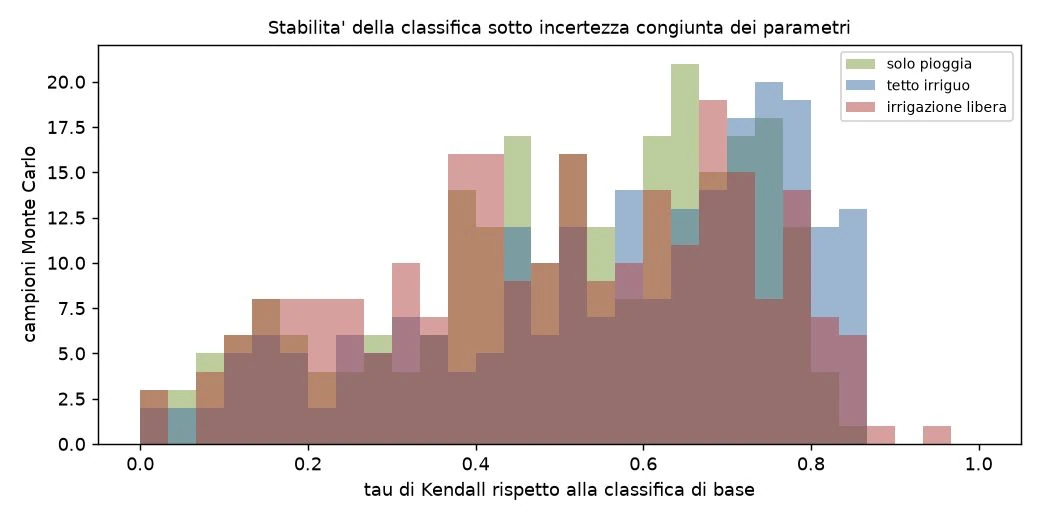 Stabilita' della classifica sotto incertezza congiunta dei parametri
solo pioggia
tetto irriguo
irrigazione libera
campioni Monte Carlo
20.0
17.5
15.0
12.5
10.0
7.5
5.0
2.5
0.0
0.0 0.2 0.4 0.6 0.8 1.0
tau di Kendall rispetto alla classifica di base